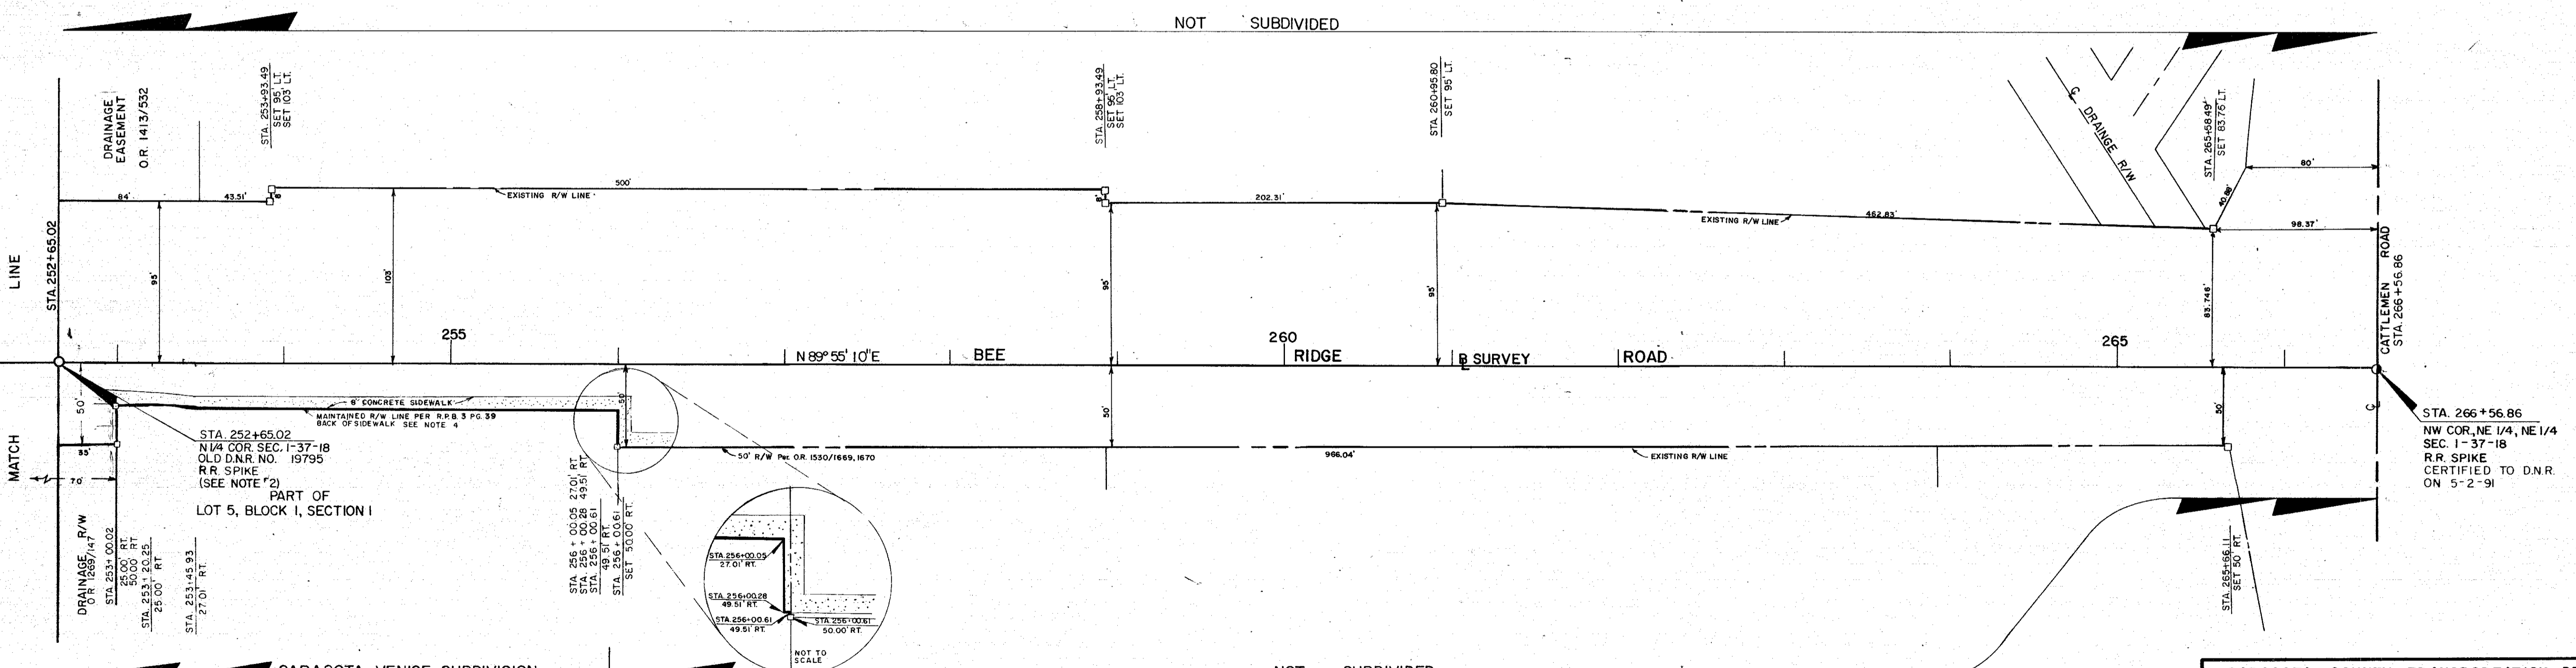 NOT SUBDIVIDED
DRAINAGE
EASEMENT
O.R. 1413/532
STA. 253+93.49
SET 95' LT.
SET 103' LT.
STA. 258+93.49
SET 95' LT.
SET 103' LT.
STA. 260+95.80
SET 95' LT.
℄ DRAINGE R/W
STA. 265+58.49'
SET 83.75' LT.
80'
40.88'
98.37'
84'
43.51'
8'
500'
EXISTING R/W LINE
8'
202.31'
EXISTING R/W LINE
462.83'
MATCH LINE
STA. 252+65.02
95'
103'
95'
95'
83.746'
CATTLEMEN ROAD
STA. 266+56.86
255
260
265
N 89° 55' 10"E
BEE RIDGE ROAD
B SURVEY
50'
35'
70'
8' CONCRETE SIDEWALK
MAINTAINED R/W LINE PER R.P.B. 3 PG. 39
BACK OF SIDEWALK SEE NOTE 4
50'
50'
50'
℄
STA. 252+65.02
N 1/4 COR. SEC. 1-37-18
OLD D.N.R. NO. 19795
R.R. SPIKE
(SEE NOTE #2)
PART OF
LOT 5, BLOCK 1, SECTION 1
50' R/W Per. O.R. 1530/1669,1670
966.04'
EXISTING R/W LINE
STA. 266+56.86
NW COR., NE 1/4, NE 1/4
SEC. 1-37-18
R.R. SPIKE
CERTIFIED TO D.N.R.
ON 5-2-91
DRAINAGE R/W
O.R. 1269/147
STA. 253+00.02
25.00' RT.
50.00' RT
STA. 253+20.25
25.00' RT
STA. 253+45.93
27.01' RT.
STA. 256+00.05 27.01' RT.
STA. 256+00.28 49.51' RT.
STA. 256+00.61
49.51' RT.
STA. 256+00.61
SET 50.00' RT.
STA. 256+00.05
27.01' RT.
STA. 256+00.28
49.51' RT.
STA. 256+00.61
49.51' RT.
STA. 256+00.61
50.00' RT.
NOT TO
SCALE
STA. 265+66.11
SET 50' RT.
SARASOTA VENICE SUBDIVISION
NOT SUBDIVIDED